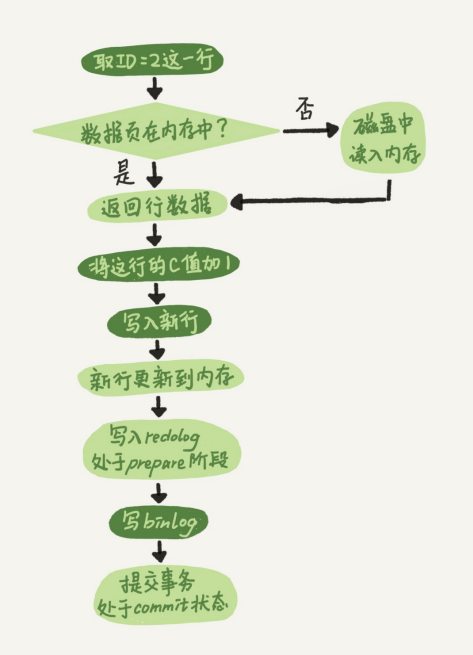 取ID=2这一行
数据页在内存中?
否
磁盘中
读入内存
是
返回行数据
将这行的C值加1
写入新行
新行更新到内存
写入redolog
处于prepare阶段
写binlog
提交事务
处于commit状态